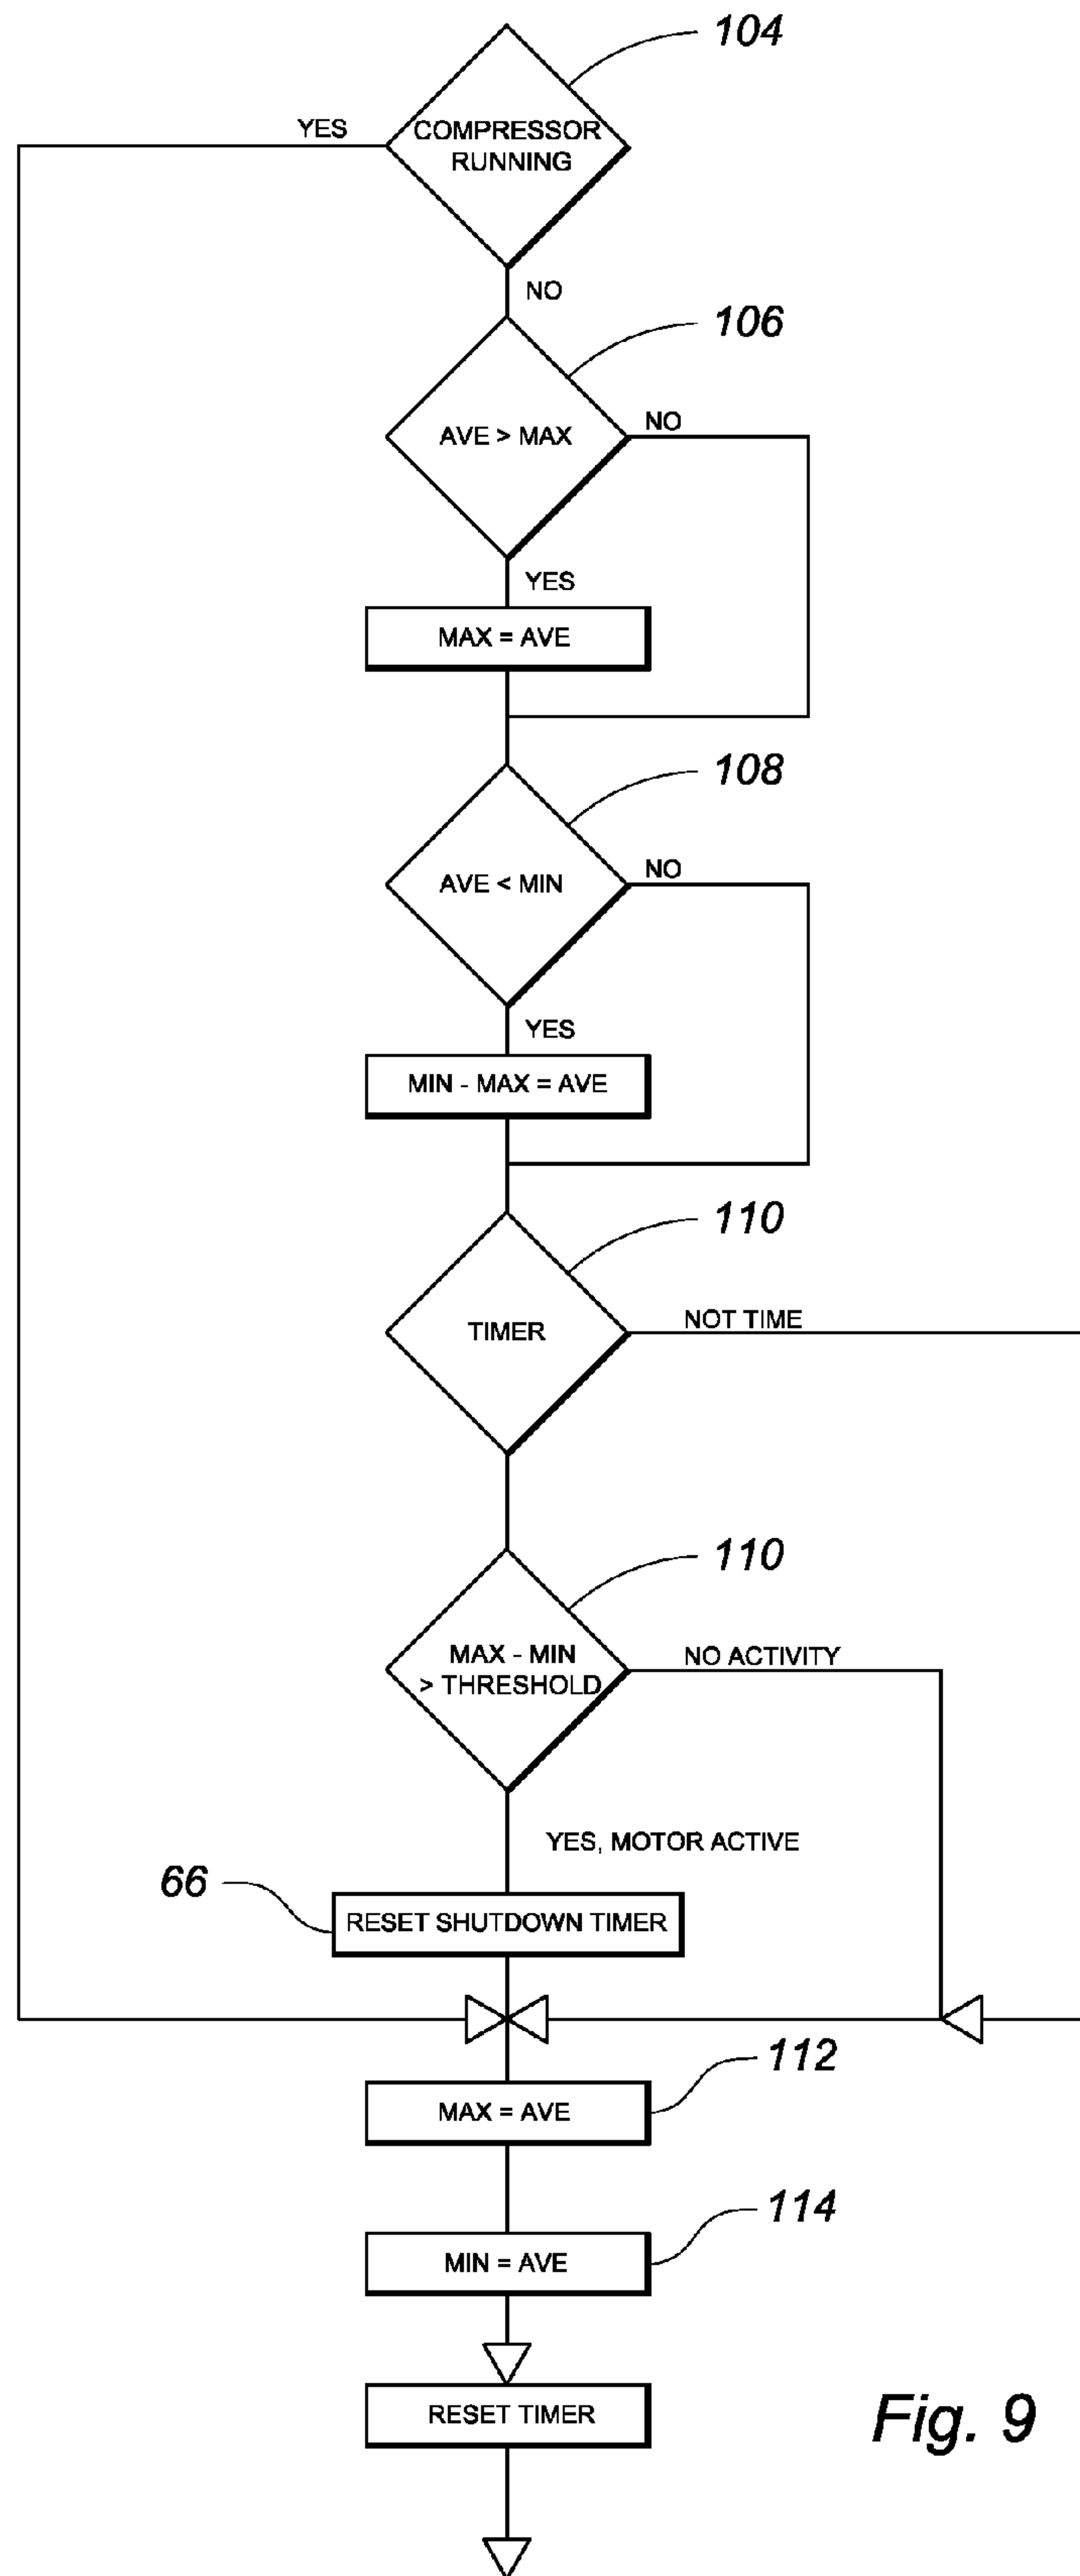 104
YES
COMPRESSOR
RUNNING
NO
106
AVE > MAX
NO
YES
MAX = AVE
108
AVE < MIN
NO
YES
MIN - MAX = AVE
110
TIMER
NOT TIME
110
MAX - MIN
> THRESHOLD
NO ACTIVITY
YES, MOTOR ACTIVE
66
RESET SHUTDOWN TIMER
112
MAX = AVE
114
MIN = AVE
RESET TIMER
Fig. 9